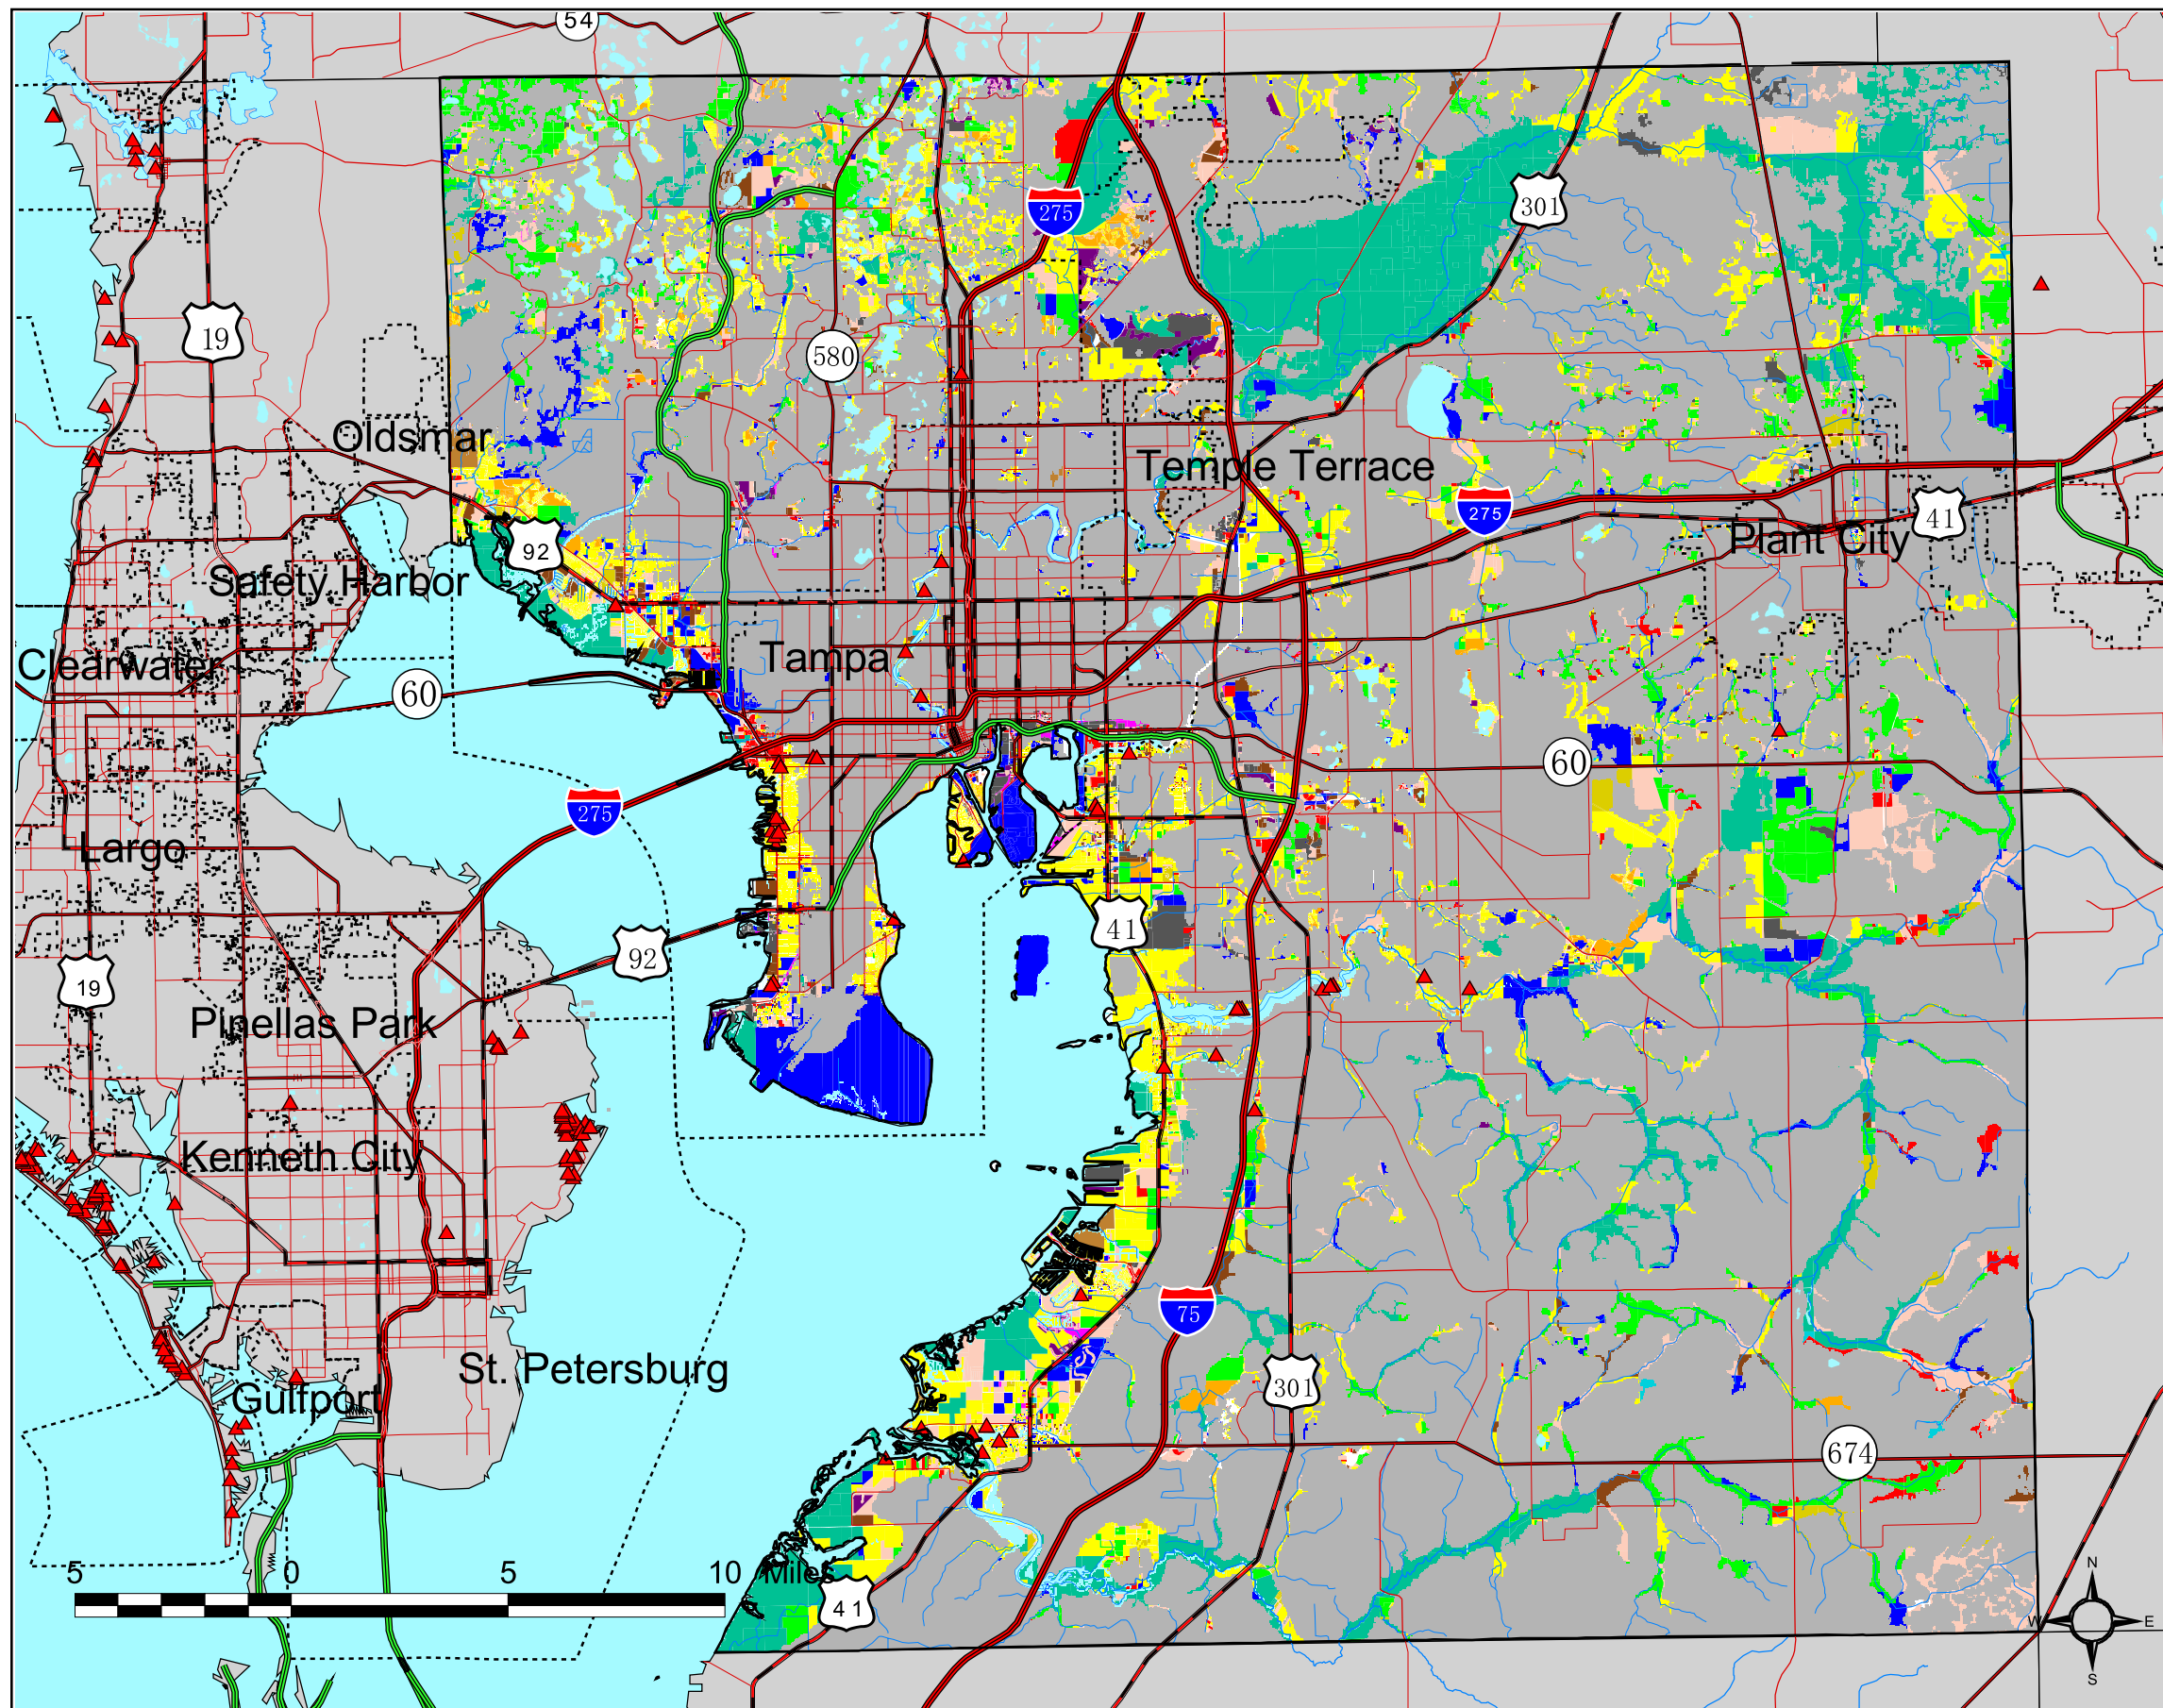 54
275
301
19
580
Oldsmar
Temple Terrace
275
41
92
Plant City
Safety Harbor
Tampa
Clearwater
60
60
275
Largo
41
92
19
Pinellas Park
Kenneth City
75
St. Petersburg
301
Gulfport
674
5 0 5 10 Miles
41
N
W E
S